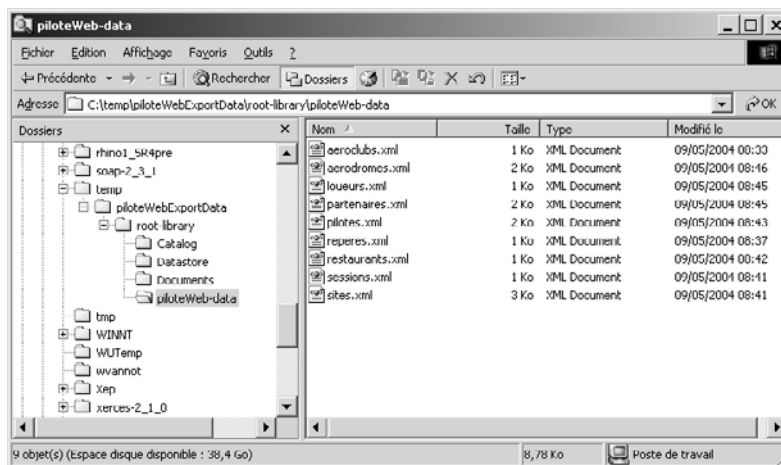 piloteWeb-data
Fichier Edition Affichage Favoris Outils ?
Précédente Rechercher Dossiers
Adresse C:\temp\piloteWebExportData\root-library\piloteWeb-data OK
Dossiers
rhino1_5R4pre
soap-2_3_1
temp
piloteWebExportData
root-library
Catalog
Datastore
Documents
piloteWeb-data
tmp
WINNT
WUTemp
wvannot
Xep
xerces-2_1_0
Nom Taille Type Modifié le
aeroclubs.xml 1 Ko XML Document 09/05/2004 00:33
aerodromes.xml 2 Ko XML Document 09/05/2004 08:46
loueurs.xml 1 Ko XML Document 09/05/2004 08:45
partenaires.xml 2 Ko XML Document 09/05/2004 08:45
pilotes.xml 2 Ko XML Document 09/05/2004 08:43
reperes.xml 1 Ko XML Document 09/05/2004 08:37
restaurants.xml 1 Ko XML Document 09/05/2004 00:42
sessions.xml 1 Ko XML Document 09/05/2004 08:41
sites.xml 3 Ko XML Document 09/05/2004 08:41
9 objet(s) (Espace disque disponible : 38,4 Go) 8,78 Ko Poste de travail